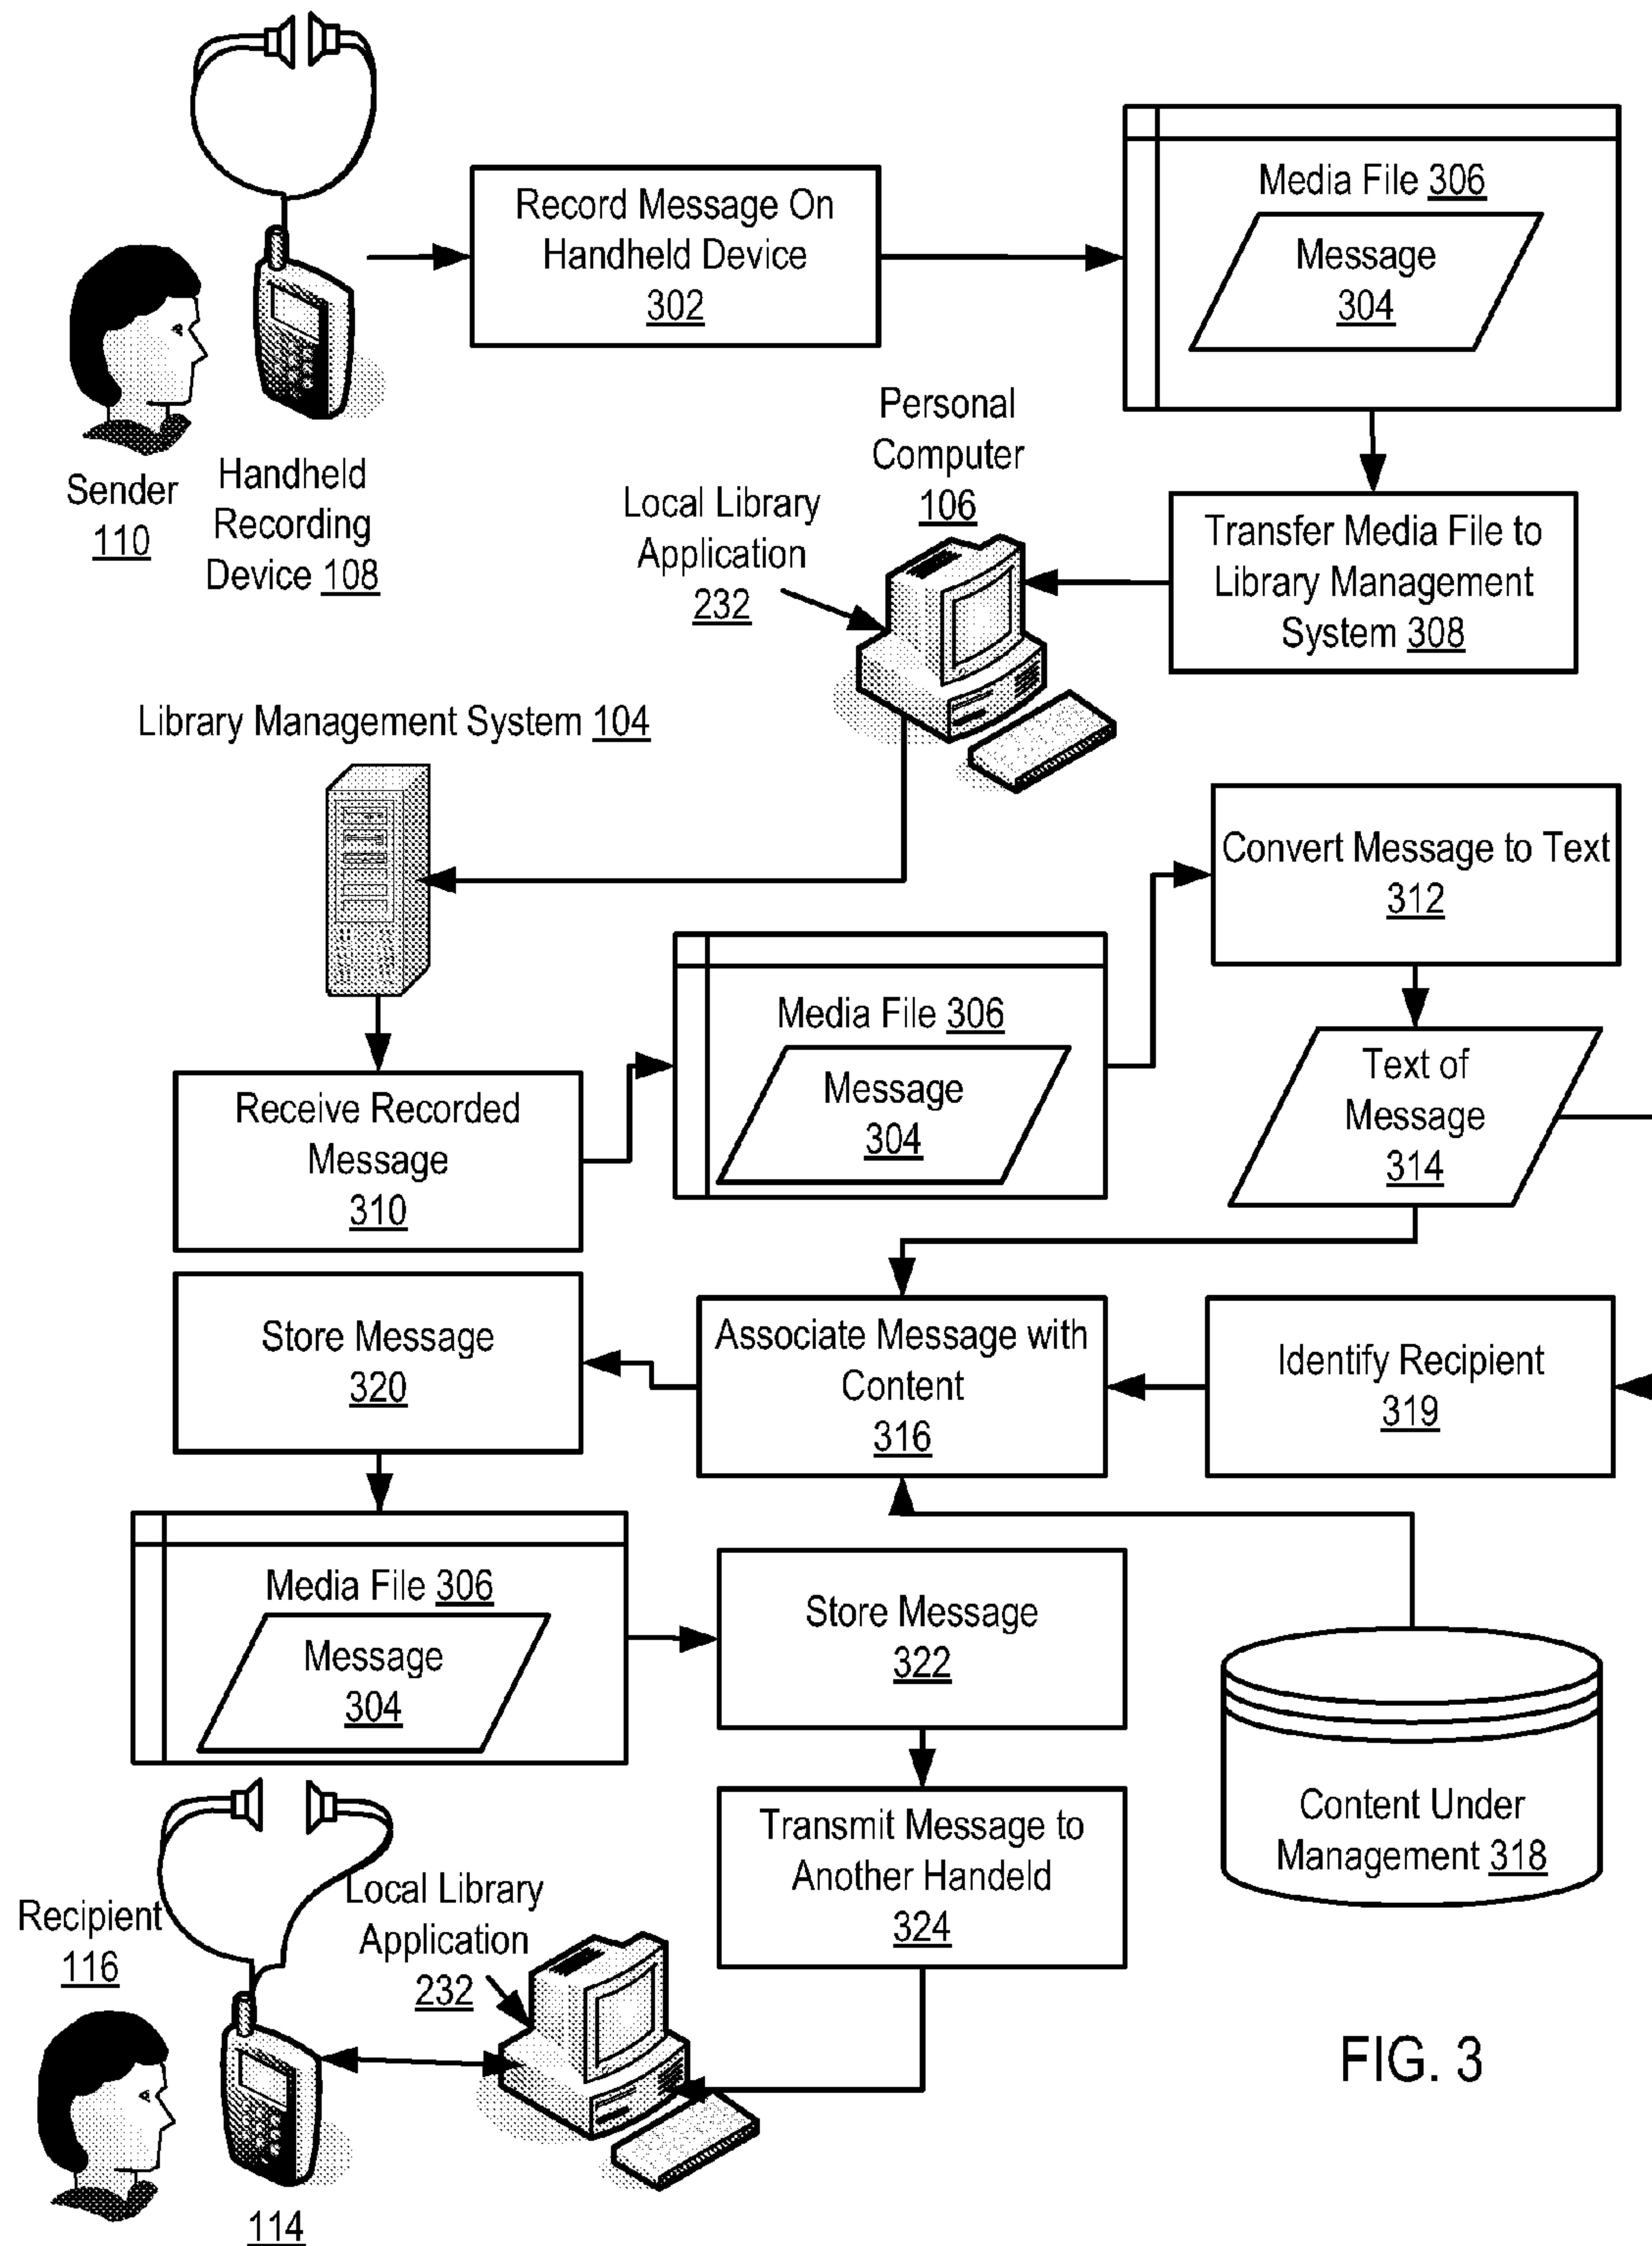 Record Message On
Handheld Device
302
Media File 306
Message
304
Sender
110
Handheld
Recording
Device 108
Personal
Computer
106
Local Library
Application
232
Transfer Media File to
Library Management
System 308
Library Management System 104
Convert Message to Text
312
Media File 306
Message
304
Text of
Message
314
Receive Recorded
Message
310
Store Message
320
Associate Message with
Content
316
Identify Recipient
319
Media File 306
Message
304
Store Message
322
Content Under
Management 318
Transmit Message to
Another Handeld
324
Recipient
116
Local Library
Application
232
114
FIG. 3